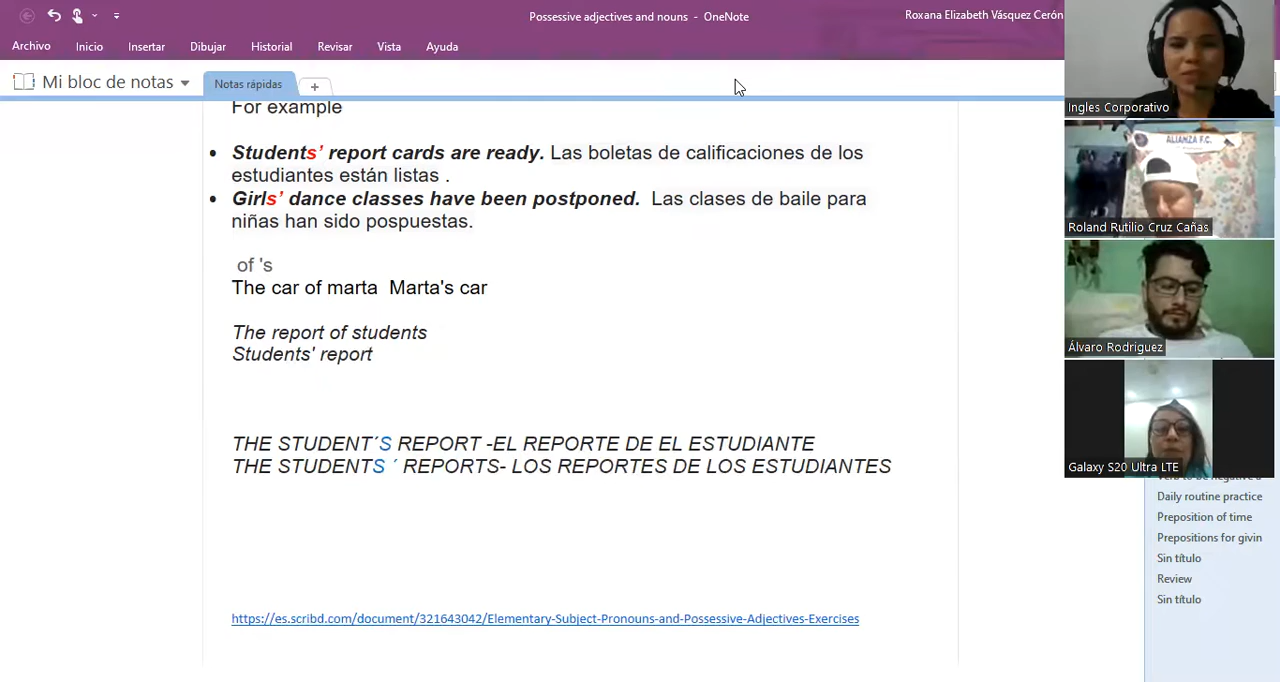 Possessive adjectives and nouns - OneNote
Roxana Elizabeth Vásquez Cerón
Archivo Inicio Insertar Dibujar Historial Revisar Vista Ayuda
Mi bloc de notas
Notas rápidas
+
For example
• Students' report cards are ready. Las boletas de calificaciones de los
estudiantes están listas .
• Girls' dance classes have been postponed. Las clases de baile para
niñas han sido pospuestas.
of 's
The car of marta Marta's car
The report of students
Students' report
THE STUDENT´S REPORT -EL REPORTE DE EL ESTUDIANTE
THE STUDENTS ´ REPORTS- LOS REPORTES DE LOS ESTUDIANTES
https://es.scribd.com/document/321643042/Elementary-Subject-Pronouns-and-Possessive-Adjectives-Exercises
Ingles Corporativo
ALIANZA F.C.
Roland Rutilio Cruz Cañas
Álvaro Rodriguez
Galaxy S20 Ultra LTE
Daily routine practice
Preposition of time
Prepositions for givin
Sin título
Review
Sin título